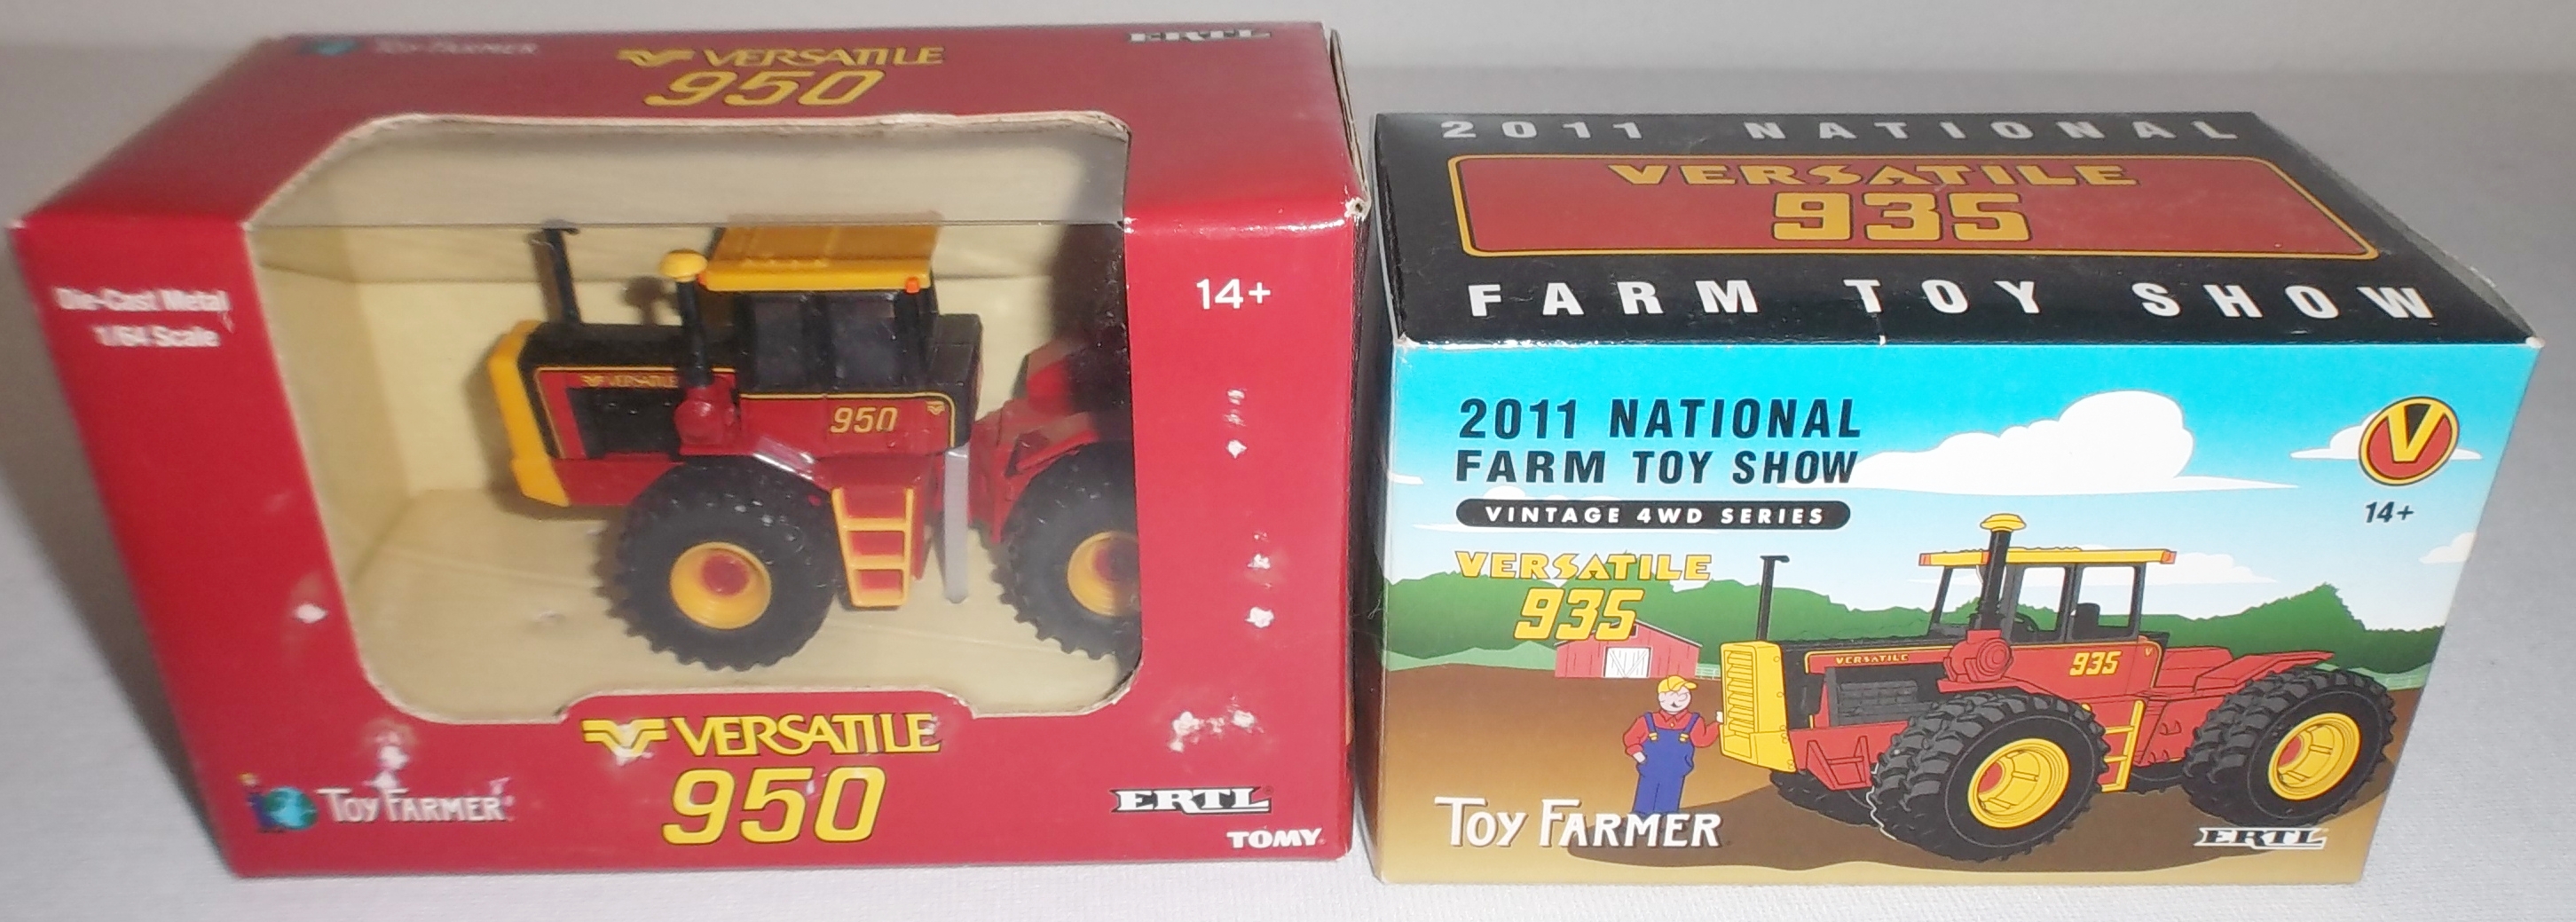 TOY FARMER
VERSATILE
950
ERTL
Die-Cast Metal
1/64 Scale
14+
VERSATILE
950
VERSATILE
950
TOY FARMER
ERTL
TOMY
2011 NATIONAL
VERSATILE
935
FARM TOY SHOW
2011 NATIONAL
FARM TOY SHOW
VINTAGE 4WD SERIES
V
14+
VERSATILE
935
VERSATILE
935
V
TOY FARMER
ERTL